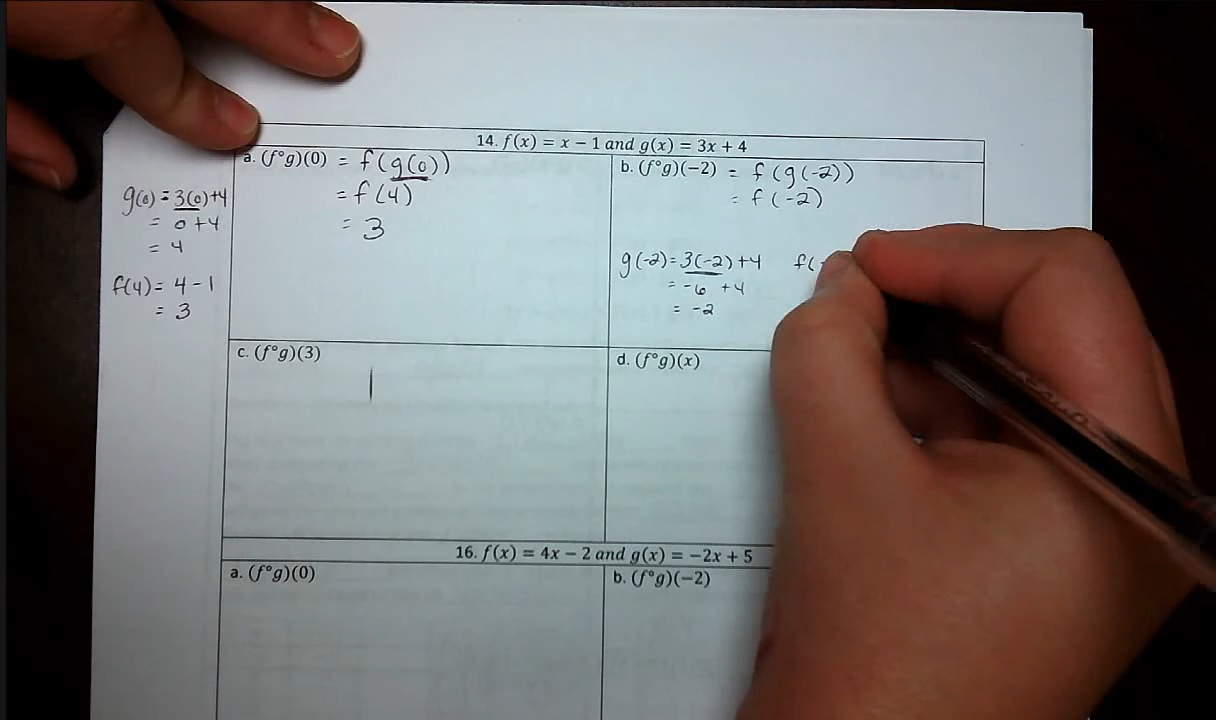 14. f(x) = x − 1 and g(x) = 3x + 4
a. (f°g)(0) = f(g(0))
= f(4)
= 3
g(0) = 3(0)+4
= 0+4
= 4
f(4) = 4-1
= 3
b. (f°g)(−2) = f(g(-2))
= f(-2)
g(-2) = 3(-2)+4
= -6 +4
= -2
f(-
c. (f°g)(3)
d. (f°g)(x)
16. f(x) = 4x − 2 and g(x) = −2x + 5
a. (f°g)(0)
b. (f°g)(−2)